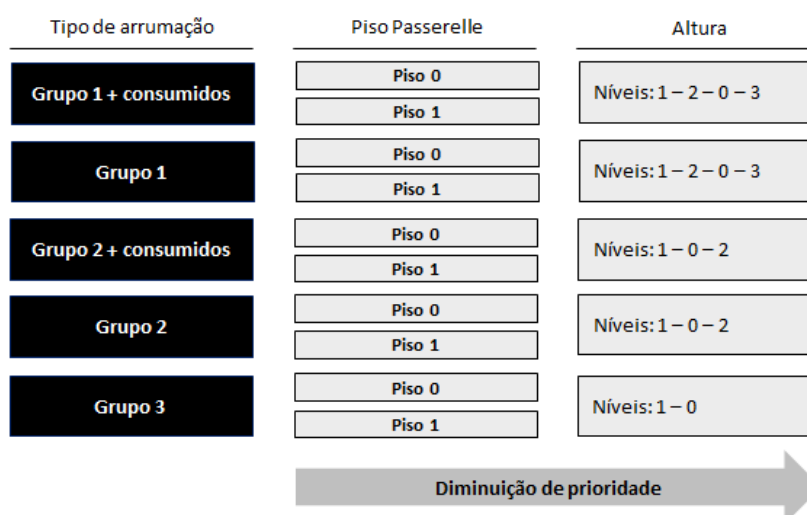 Tipo de arrumação
Piso Passerelle
Altura
Grupo 1 + consumidos
Piso 0
Piso 1
Níveis: 1 – 2 – 0 – 3
Grupo 1
Piso 0
Piso 1
Níveis: 1 – 2 – 0 – 3
Grupo 2 + consumidos
Piso 0
Piso 1
Níveis: 1 – 0 – 2
Grupo 2
Piso 0
Piso 1
Níveis: 1 – 0 – 2
Grupo 3
Piso 0
Piso 1
Níveis: 1 – 0
Diminuição de prioridade